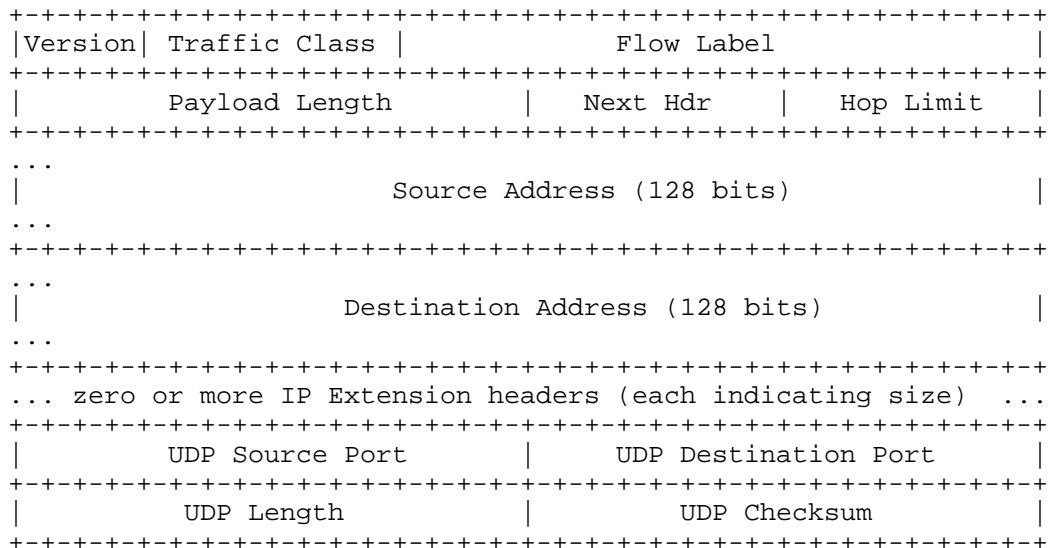 +-+-+-+-+-+-+-+-+-+-+-+-+-+-+-+-+-+-+-+-+-+-+-+-+-+-+-+-+-+-+-+-+
|Version| Traffic Class |             Flow Label                |
+-+-+-+-+-+-+-+-+-+-+-+-+-+-+-+-+-+-+-+-+-+-+-+-+-+-+-+-+-+-+-+-+
|         Payload Length        |   Next Hdr    |   Hop Limit   |
+-+-+-+-+-+-+-+-+-+-+-+-+-+-+-+-+-+-+-+-+-+-+-+-+-+-+-+-+-+-+-+-+
...
|                       Source Address (128 bits)               |
...
+-+-+-+-+-+-+-+-+-+-+-+-+-+-+-+-+-+-+-+-+-+-+-+-+-+-+-+-+-+-+-+-+
...
|                    Destination Address (128 bits)             |
...
+-+-+-+-+-+-+-+-+-+-+-+-+-+-+-+-+-+-+-+-+-+-+-+-+-+-+-+-+-+-+-+-+
... zero or more IP Extension headers (each indicating size)  ...
+-+-+-+-+-+-+-+-+-+-+-+-+-+-+-+-+-+-+-+-+-+-+-+-+-+-+-+-+-+-+-+-+
|         UDP Source Port       |     UDP Destination Port      |
+-+-+-+-+-+-+-+-+-+-+-+-+-+-+-+-+-+-+-+-+-+-+-+-+-+-+-+-+-+-+-+-+
|          UDP Length           |         UDP Checksum          |
+-+-+-+-+-+-+-+-+-+-+-+-+-+-+-+-+-+-+-+-+-+-+-+-+-+-+-+-+-+-+-+-+